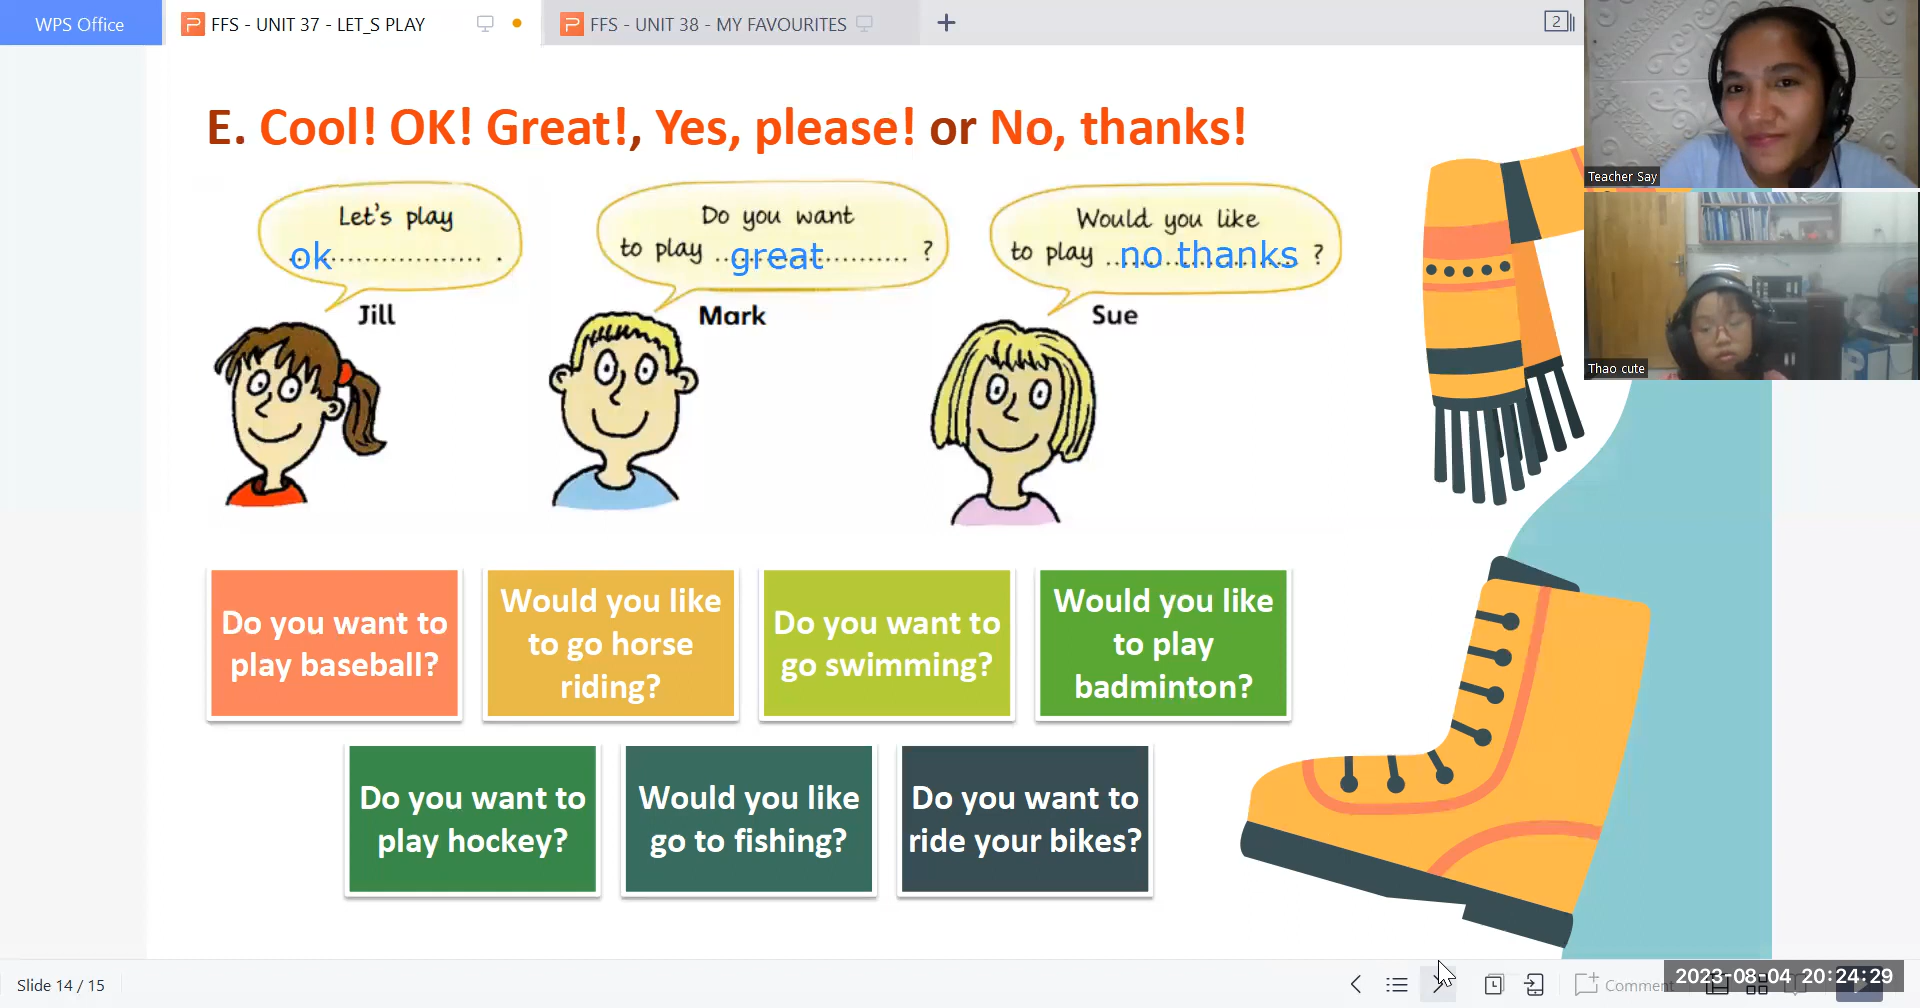 WPS Office
FFS - UNIT 37 - LET_S PLAY
FFS - UNIT 38 - MY FAVOURITES
2
E. Cool! OK! Great!, Yes, please! or No, thanks!
Let's play
ok .................... .
Jill
Do you want
to play ...great........... ?
Mark
Would you like
to play ...no thanks... ?
Sue
Teacher Say
Thao cute
Do you want to
play baseball?
Would you like
to go horse
riding?
Do you want to
go swimming?
Would you like
to play
badminton?
Do you want to
play hockey?
Would you like
go to fishing?
Do you want to
ride your bikes?
Slide 14 / 15
Comment
2023-08-04 20:24:29